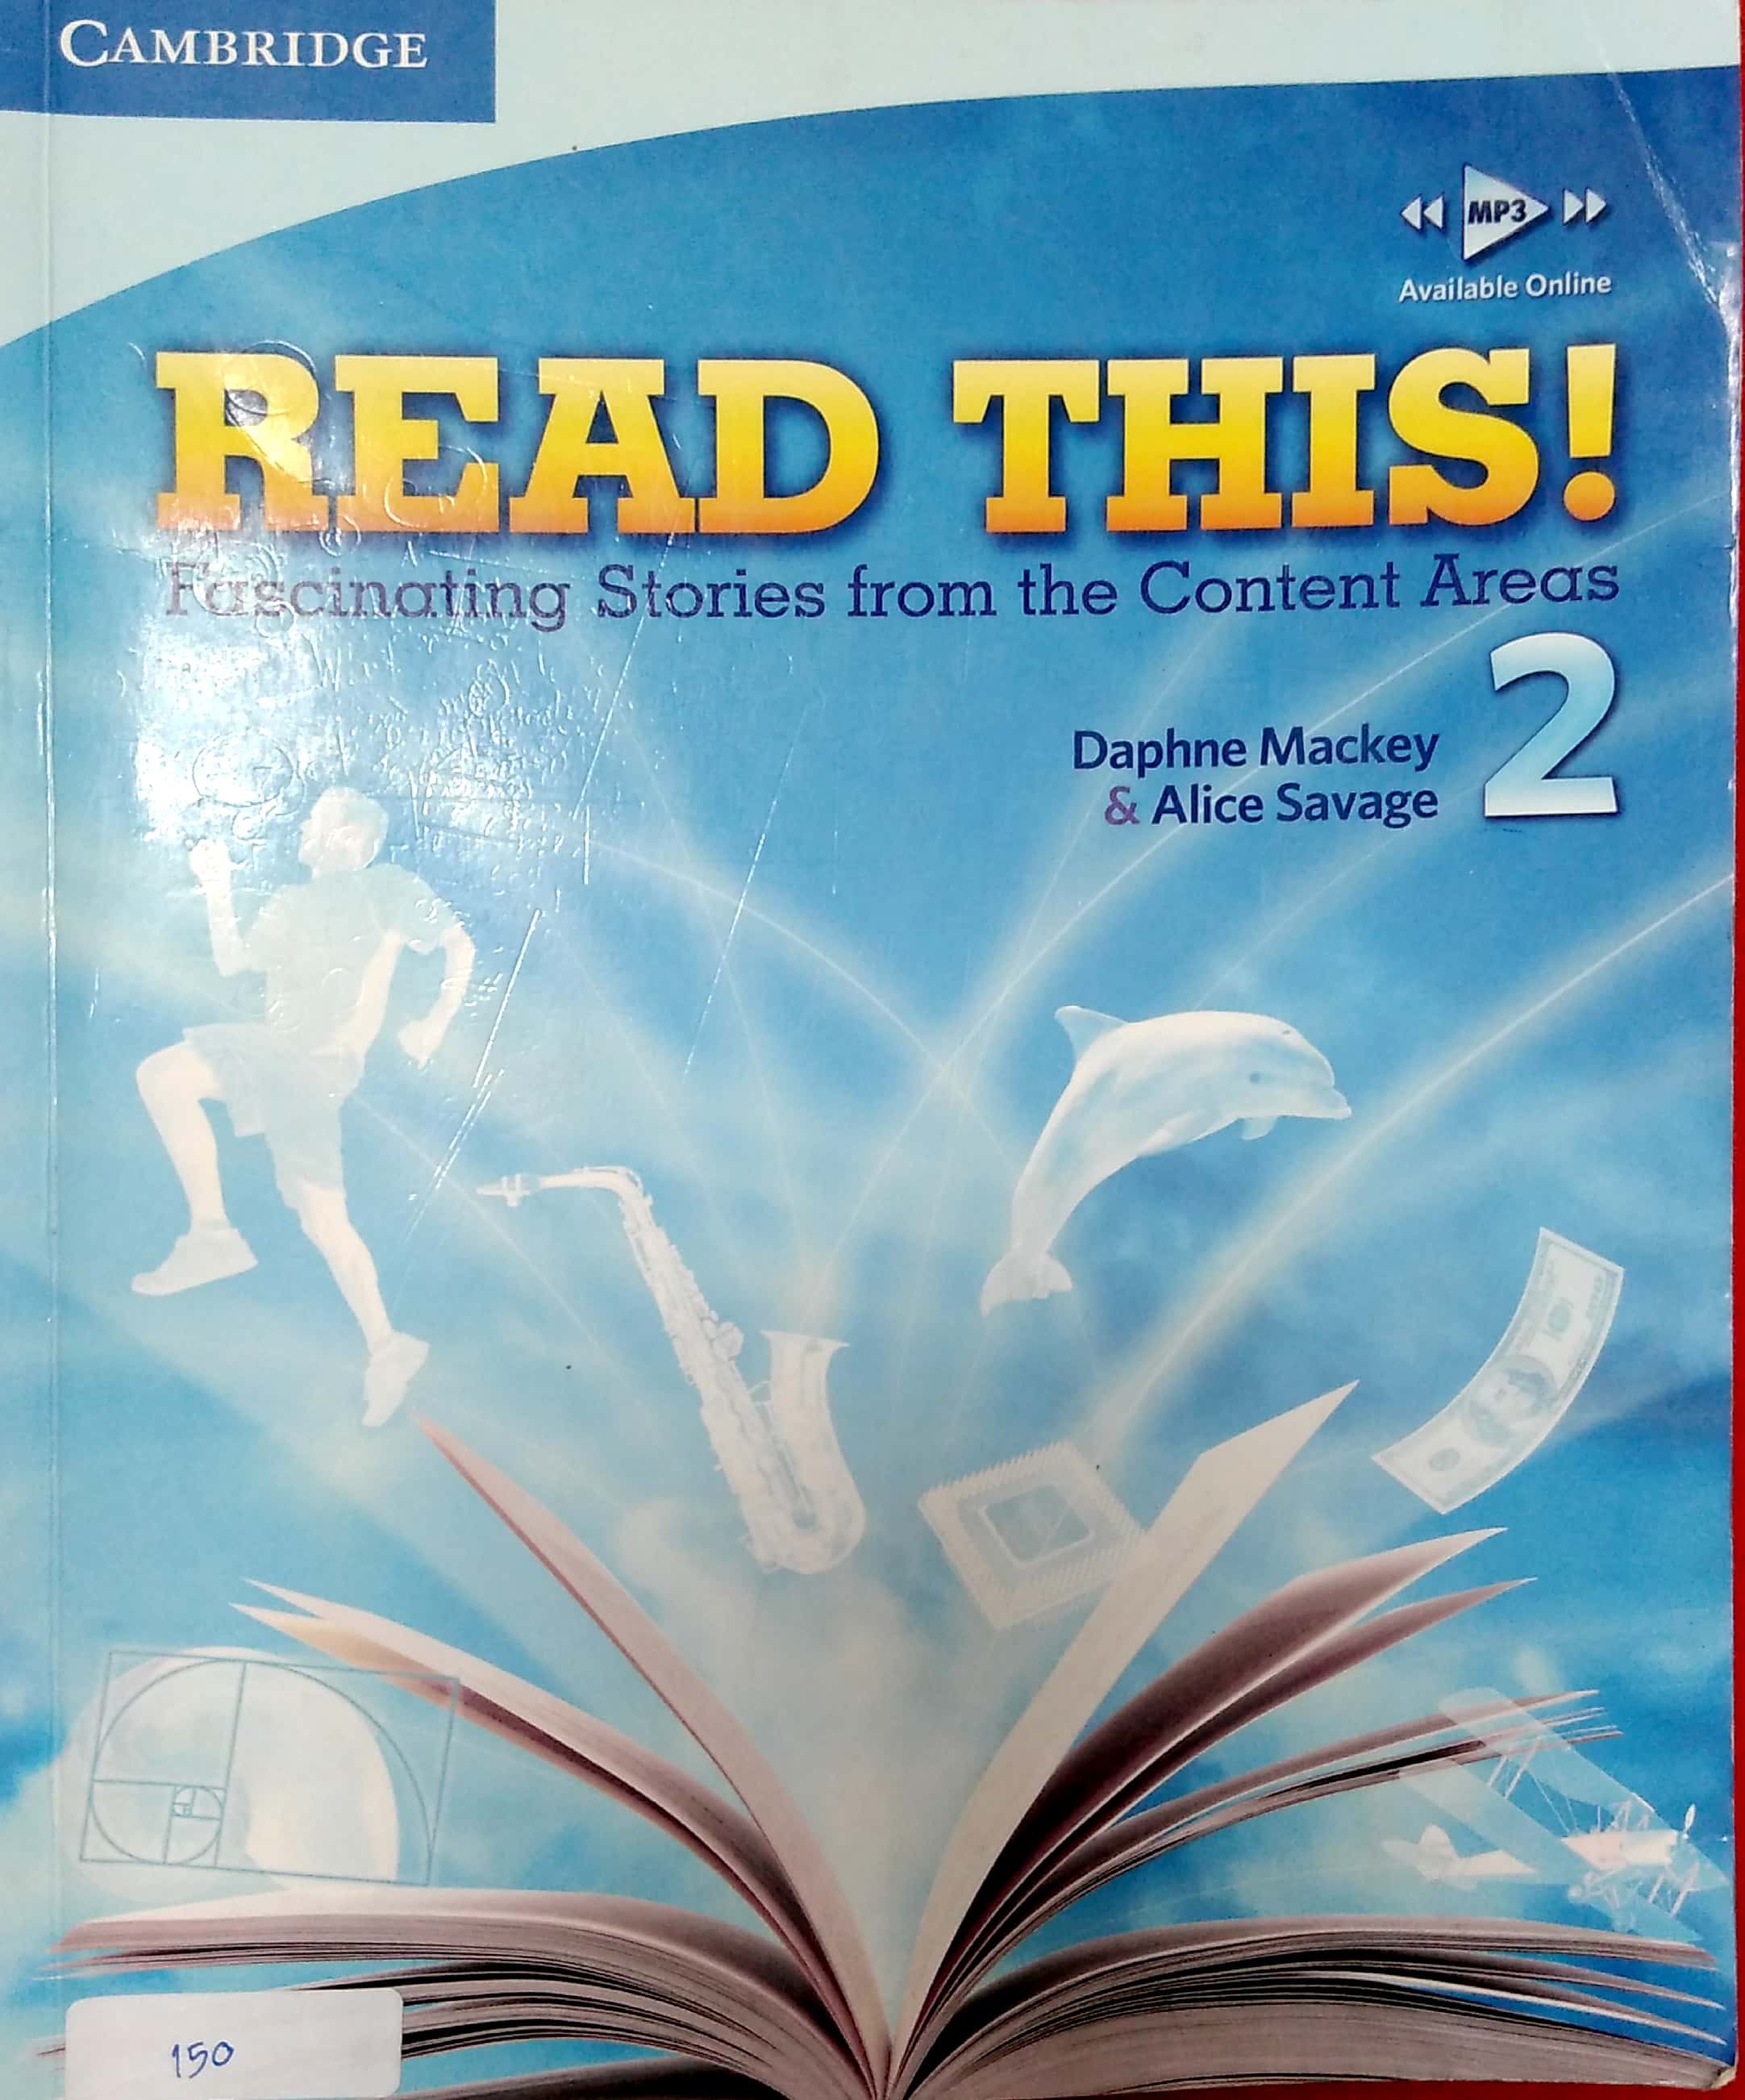 CAMBRIDGE
MP3
Available Online
READ THIS!
Fascinating Stories from the Content Areas
2
Daphne Mackey
& Alice Savage
150